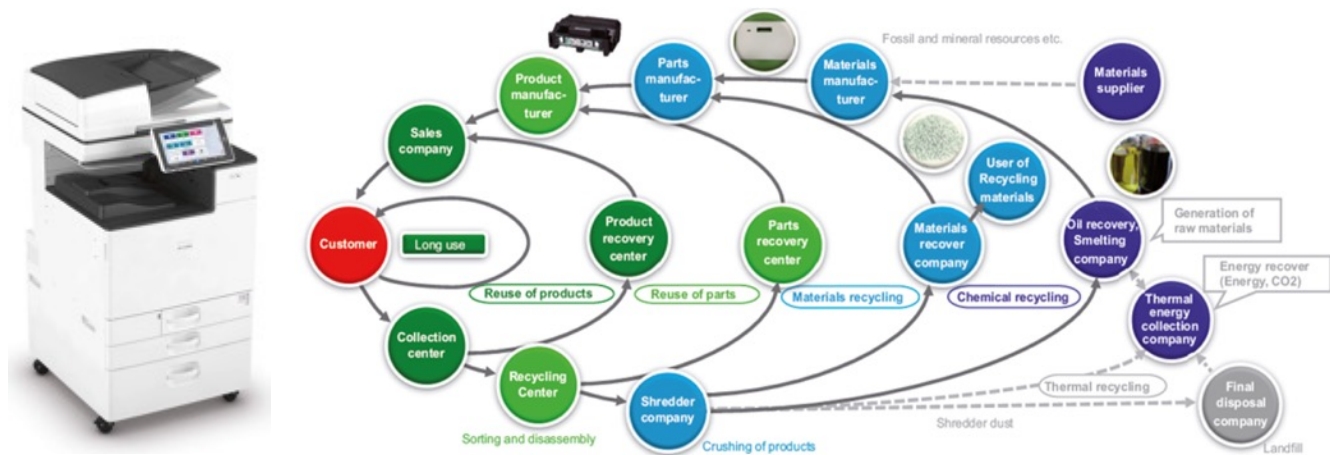 Fossil and mineral resources etc.
Materials
supplier
Materials
manufac-
turer
Parts
manufac-
turer
Product
manufac-
turer
Sales
company
User of
Recycling
materials
Customer
Long use
Product
recovery
center
Parts
recovery
center
Materials
recover
company
Oil recovery,
Smelting
company
Generation of
raw materials
Energy recover
(Energy, CO2)
Reuse of products
Reuse of parts
Materials recycling
Chemical recycling
Thermal
energy
collection
company
Collection
center
Recycling
Center
Shredder
company
Thermal recycling
Final
disposal
company
Shredder dust
Sorting and disassembly
Crushing of products
Landfill